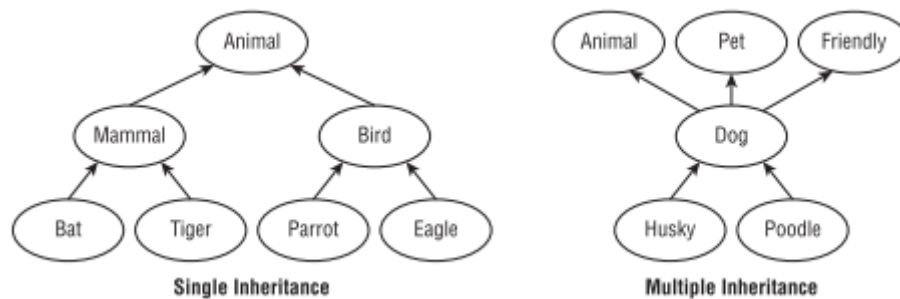 Animal
Mammal Bird
Bat Tiger Parrot Eagle
Single Inheritance
Animal Pet Friendly
Dog
Husky Poodle
Multiple Inheritance